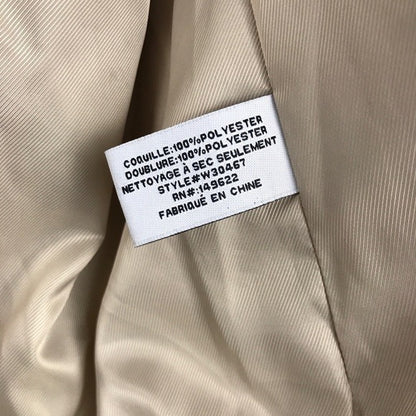 COQUILLE:100%POLYESTER
DOUBLURE:100%POLYESTER
NETTOYAGE À SEC SEULEMENT
STYLE#W30467
RN#:149622
FABRIQUÉ EN CHINE